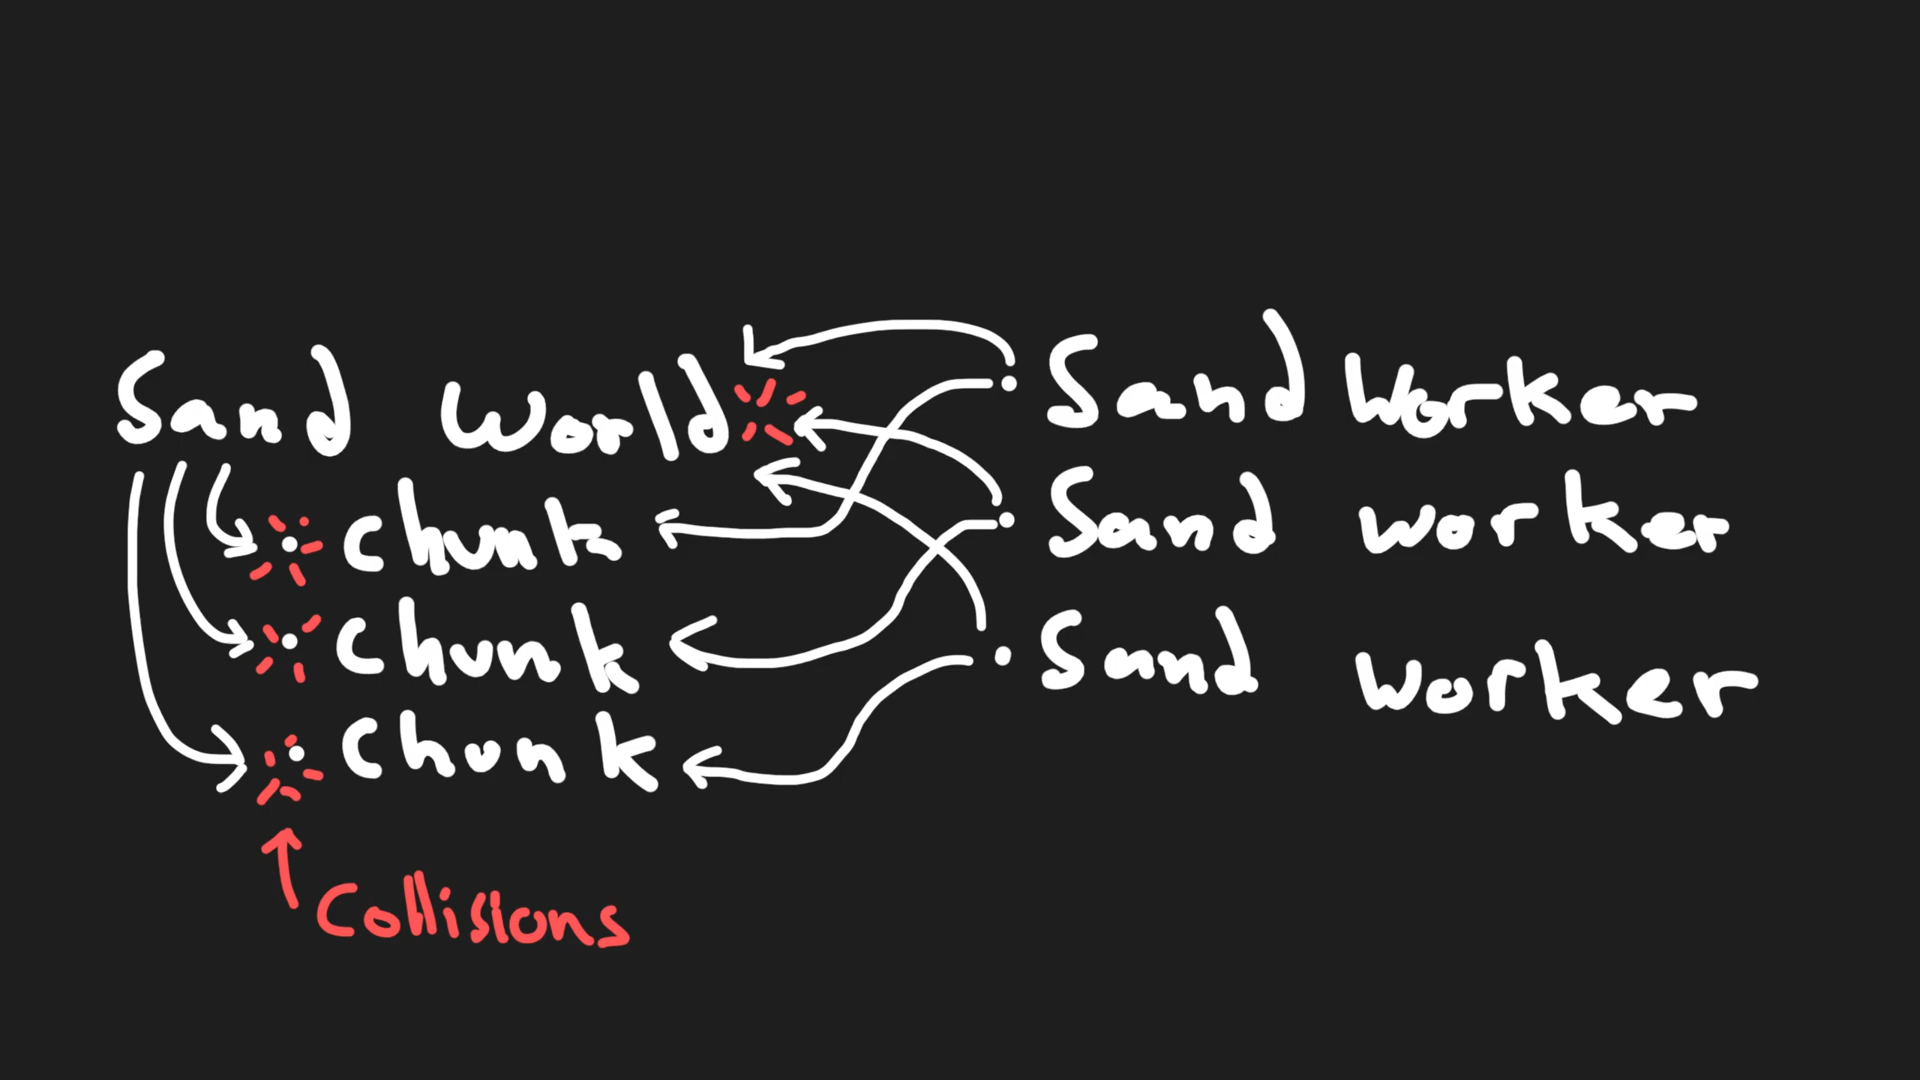 Sand World
Chunk
Chunk
Chunk
Collisions
Sand Worker
Sand worker
Sand worker